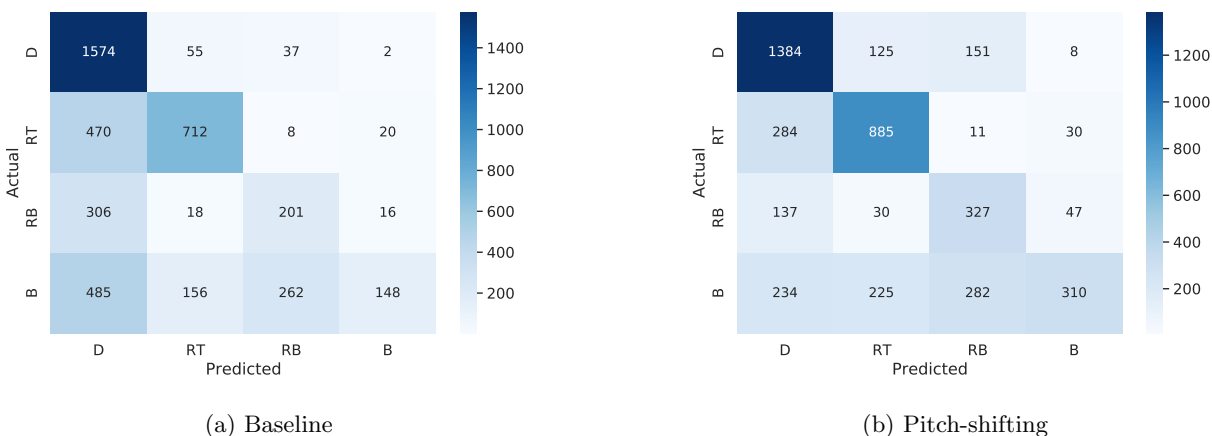 D 1574 55 37 2
RT 470 712 8 20
RB 306 18 201 16
B 485 156 262 148
Actual
D RT RB B
Predicted
1400
1200
1000
800
600
400
200
(a) Baseline
D 1384 125 151 8
RT 284 885 11 30
RB 137 30 327 47
B 234 225 282 310
Actual
D RT RB B
Predicted
1200
1000
800
600
400
200
(b) Pitch-shifting